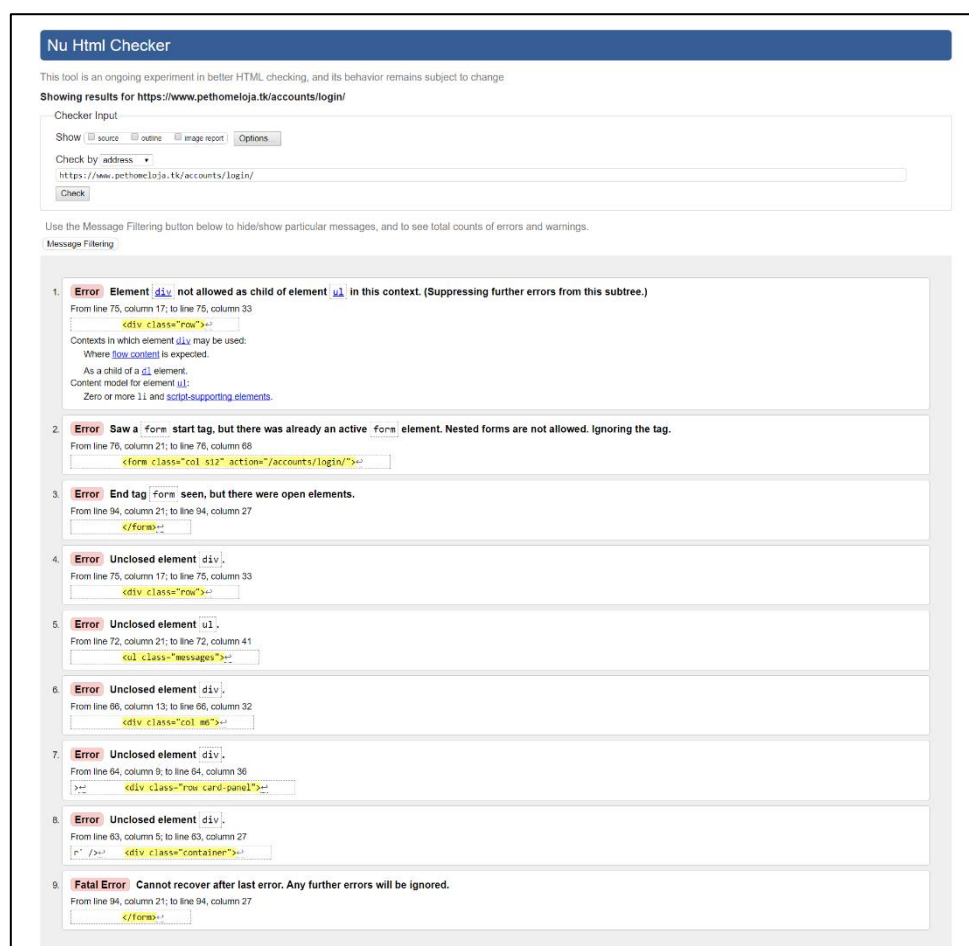 Nu Html Checker
This tool is an ongoing experiment in better HTML checking, and its behavior remains subject to change
Showing results for https://www.pethomeloja.tk/accounts/login/
Checker Input
Show source outline image report Options...
Check by address
https://www.pethomeloja.tk/accounts/login/
Check
Use the Message Filtering button below to hide/show particular messages, and to see total counts of errors and warnings.
Message Filtering
1. Error Element div not allowed as child of element ul in this context. (Suppressing further errors from this subtree.)
From line 75, column 17; to line 75, column 33
<div class="row">↩
Contexts in which element div may be used:
Where flow content is expected.
As a child of a dl element.
Content model for element ul:
Zero or more li and script-supporting elements.
2. Error Saw a form start tag, but there was already an active form element. Nested forms are not allowed. Ignoring the tag.
From line 76, column 21; to line 76, column 68
<form class="col s12" action="/accounts/login/">↩
3. Error End tag form seen, but there were open elements.
From line 94, column 21; to line 94, column 27
</form>↩
4. Error Unclosed element div.
From line 75, column 17; to line 75, column 33
<div class="row">↩
5. Error Unclosed element ul.
From line 72, column 21; to line 72, column 41
<ul class="messages">↩
6. Error Unclosed element div.
From line 66, column 13; to line 66, column 32
<div class="col m6">↩
7. Error Unclosed element div.
From line 64, column 9; to line 64, column 36
>↩ <div class="row card-panel">↩
8. Error Unclosed element div.
From line 63, column 5; to line 63, column 27
r' />↩ <div class="container">↩
9. Fatal Error Cannot recover after last error. Any further errors will be ignored.
From line 94, column 21; to line 94, column 27
</form>↩